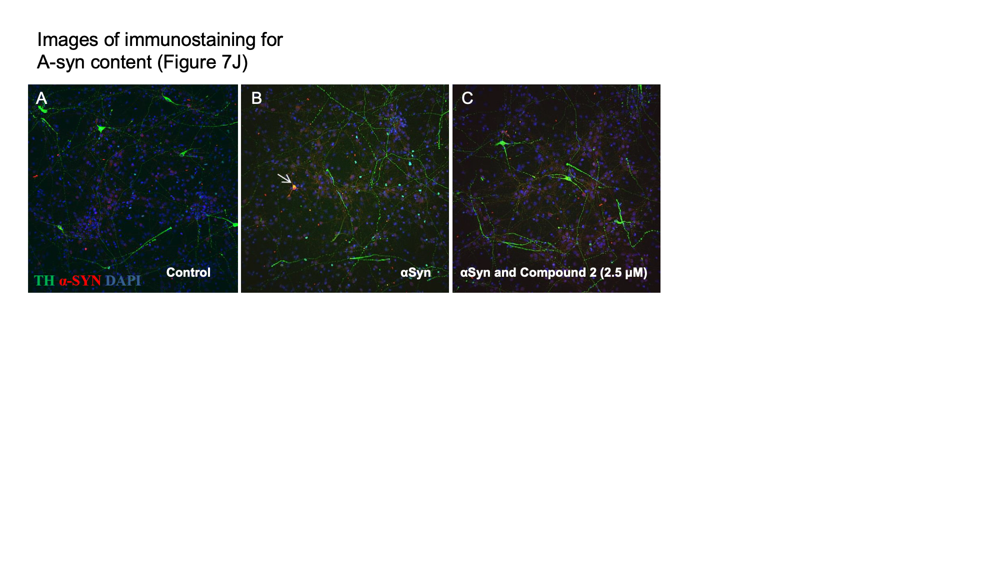 Images of immunostaining for
A-syn content (Figure 7J)
A
B
C
TH α-SYN DAPI
Control
αSyn
αSyn and Compound 2 (2.5 µM)